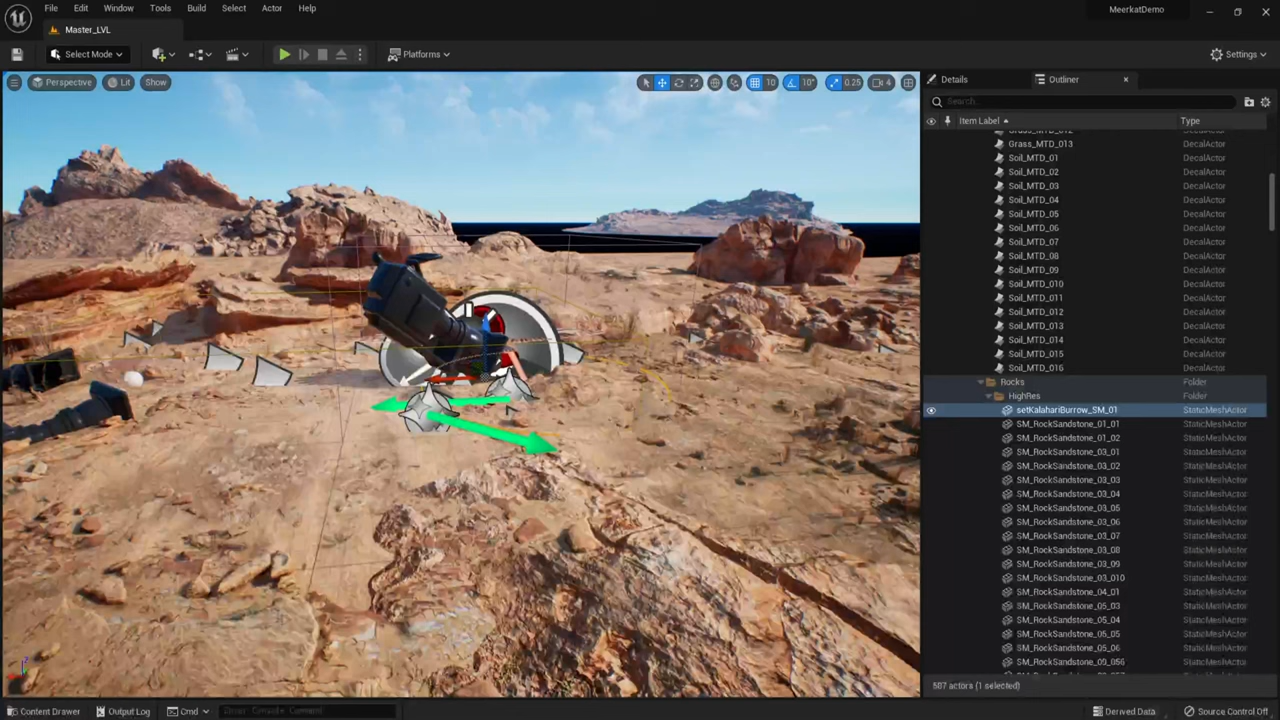 File Edit Window Tools Build Select Actor Help
MeerkatDemo
Master_LVL
Select Mode
Platforms
Settings
Perspective Lit Show
10 10° 0.25 4
Details
Outliner
Search...
Item Label Type
Grass_MTD_012 DecalActor
Grass_MTD_013 DecalActor
Soil_MTD_01 DecalActor
Soil_MTD_02 DecalActor
Soil_MTD_03 DecalActor
Soil_MTD_04 DecalActor
Soil_MTD_05 DecalActor
Soil_MTD_06 DecalActor
Soil_MTD_07 DecalActor
Soil_MTD_08 DecalActor
Soil_MTD_09 DecalActor
Soil_MTD_010 DecalActor
Soil_MTD_011 DecalActor
Soil_MTD_012 DecalActor
Soil_MTD_013 DecalActor
Soil_MTD_014 DecalActor
Soil_MTD_015 DecalActor
Soil_MTD_016 DecalActor
Rocks Folder
HighRes Folder
setKalahariBurrow_SM_01 StaticMeshActor
SM_RockSandstone_01_01 StaticMeshActor
SM_RockSandstone_01_02 StaticMeshActor
SM_RockSandstone_03_01 StaticMeshActor
SM_RockSandstone_03_02 StaticMeshActor
SM_RockSandstone_03_03 StaticMeshActor
SM_RockSandstone_03_04 StaticMeshActor
SM_RockSandstone_03_05 StaticMeshActor
SM_RockSandstone_03_06 StaticMeshActor
SM_RockSandstone_03_07 StaticMeshActor
SM_RockSandstone_03_08 StaticMeshActor
SM_RockSandstone_03_09 StaticMeshActor
SM_RockSandstone_03_010 StaticMeshActor
SM_RockSandstone_04_01 StaticMeshActor
SM_RockSandstone_05_03 StaticMeshActor
SM_RockSandstone_05_04 StaticMeshActor
SM_RockSandstone_05_05 StaticMeshActor
SM_RockSandstone_05_06 StaticMeshActor
StaticMeshActor
587 actors (1 selected)
Content Drawer Output Log Cmd Enter Console Command
Derived Data Source Control Off